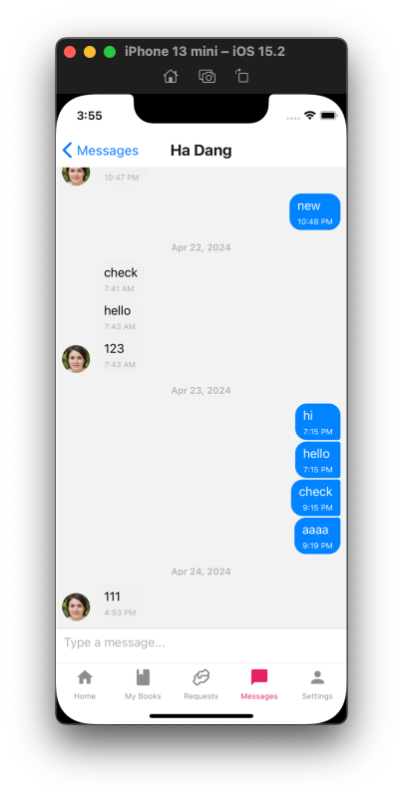 iPhone 13 mini – iOS 15.2
3:55
Messages
Ha Dang
10:47 PM
new
10:48 PM
Apr 22, 2024
check
7:41 AM
hello
7:43 AM
123
7:43 AM
Apr 23, 2024
hi
7:15 PM
hello
7:15 PM
check
9:15 PM
aaaa
9:19 PM
Apr 24, 2024
111
4:53 PM
Type a message...
Home
My Books
Requests
Messages
Settings